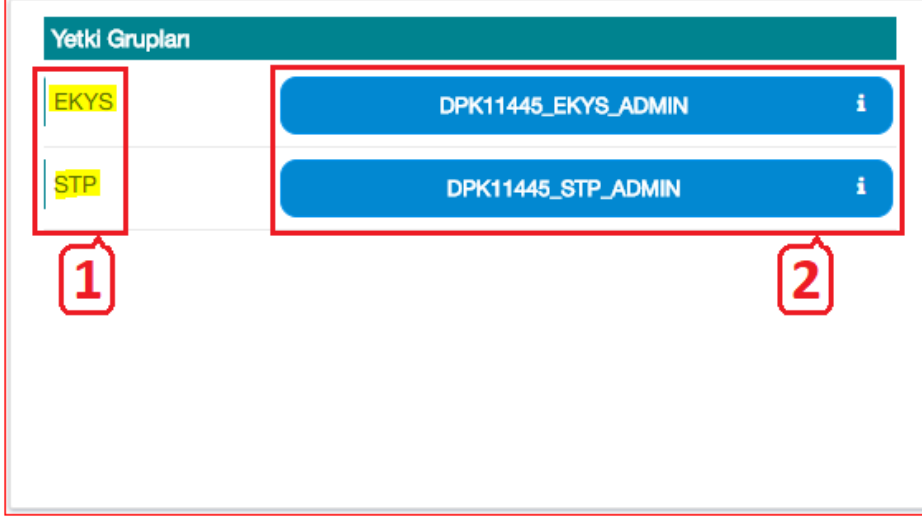 Yetki Grupları
EKYS
DPK11445_EKYS_ADMIN i
STP
DPK11445_STP_ADMIN i
1
2